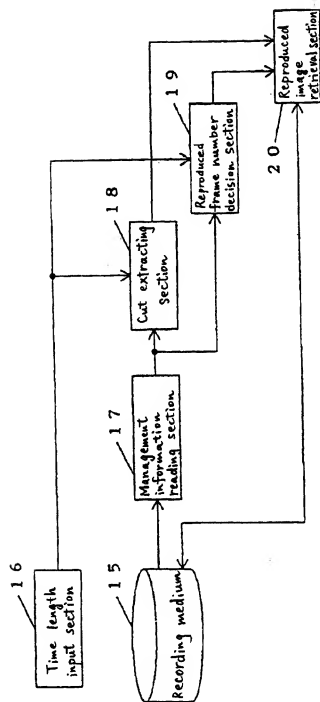 16
Time length
input section
15
Recording medium
17
Management
information
reading section
18
Cut extracting
section
19
Reproduced
frame number
decision section
20
Reproduced
image
retrieval section